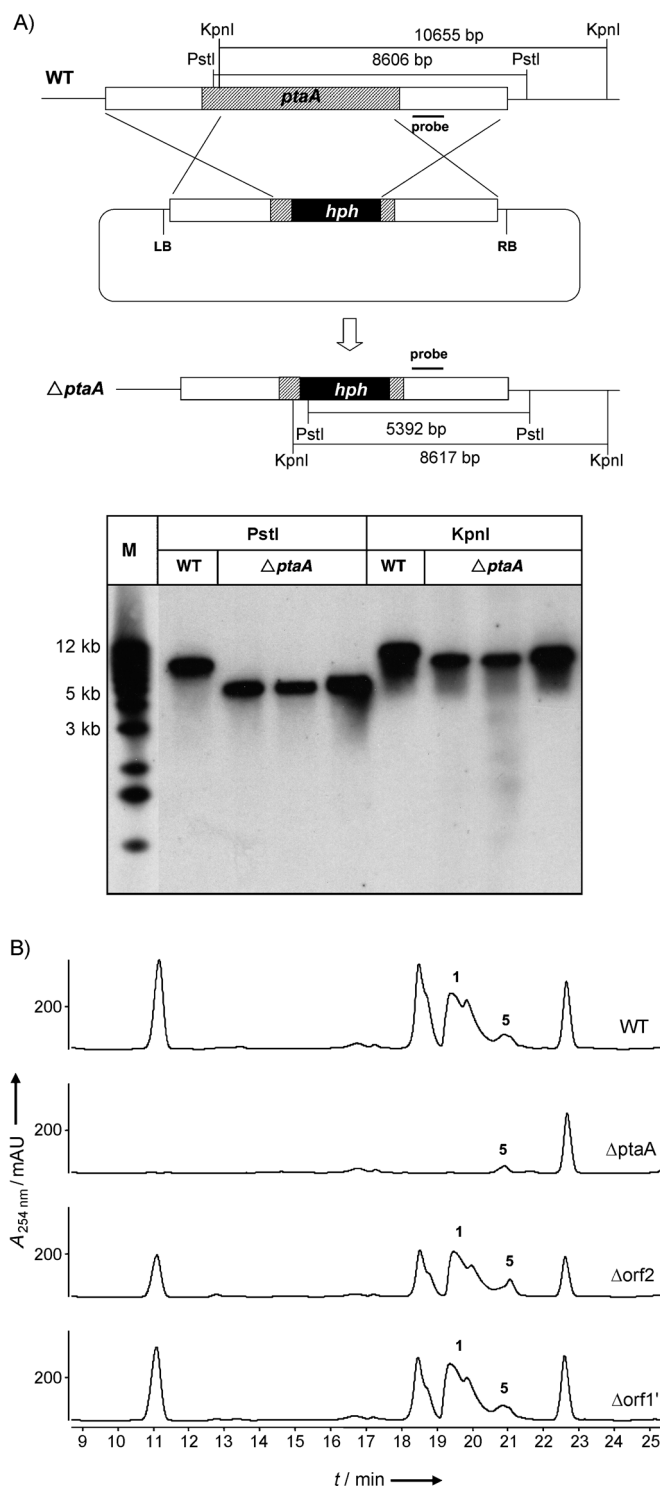 A)
KpnI
KpnI
10655 bp
PstI
PstI
8606 bp
WT
ptaA
probe
hph
LB
RB
probe
△ptaA
hph
PstI
5392 bp
PstI
KpnI
8617 bp
KpnI
M
PstI
KpnI
WT
△ptaA
WT
△ptaA
12 kb
5 kb
3 kb
B)
200
1
5
WT
200
5
ΔptaA
200
1
5
Δorf2
200
1
5
Δorf1'
A254 nm / mAU
9 10 11 12 13 14 15 16 17 18 19 20 21 22 23 24 25
t / min